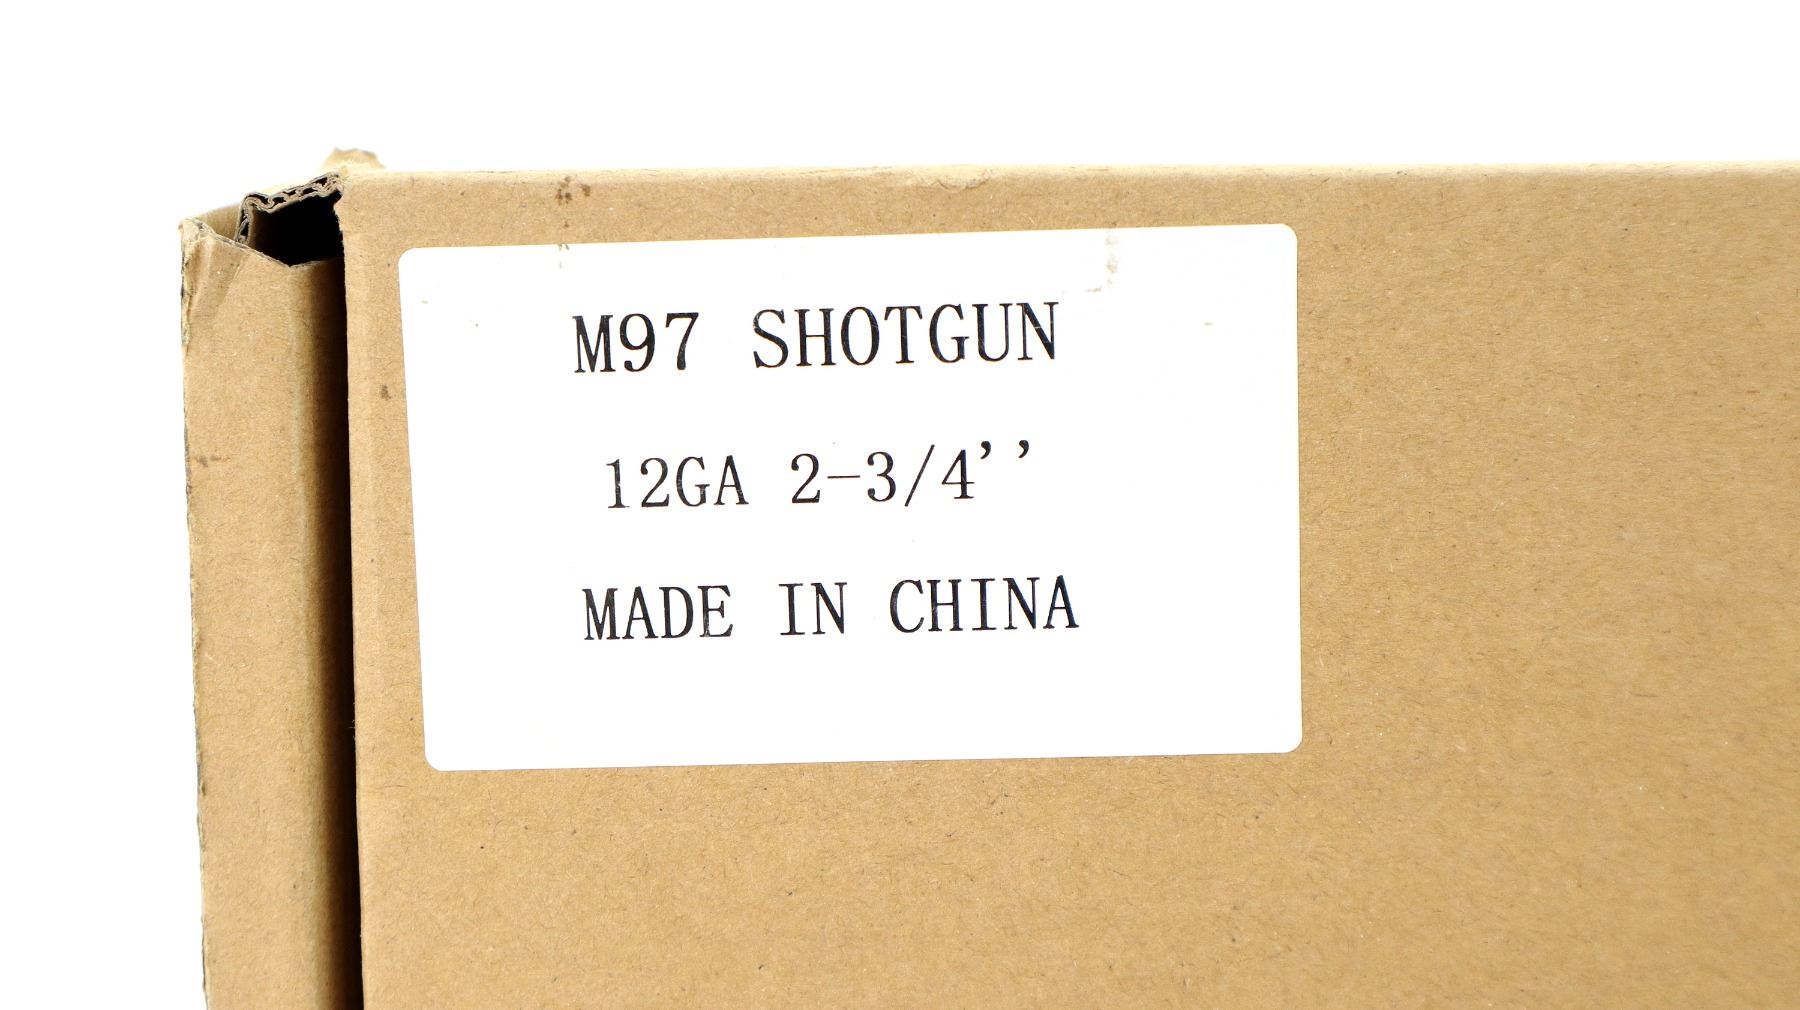 M97 SHOTGUN
12GA 2-3/4’’
MADE IN CHINA